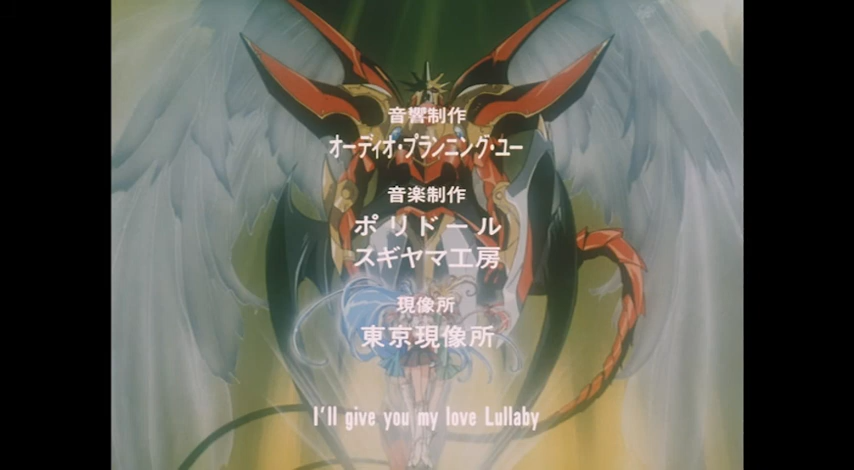 音響制作
オーディオ・プランニング・ユー
音楽制作
ポリドール
スギヤマ工房
現像所
東京現像所
I'll give you my love Lullaby